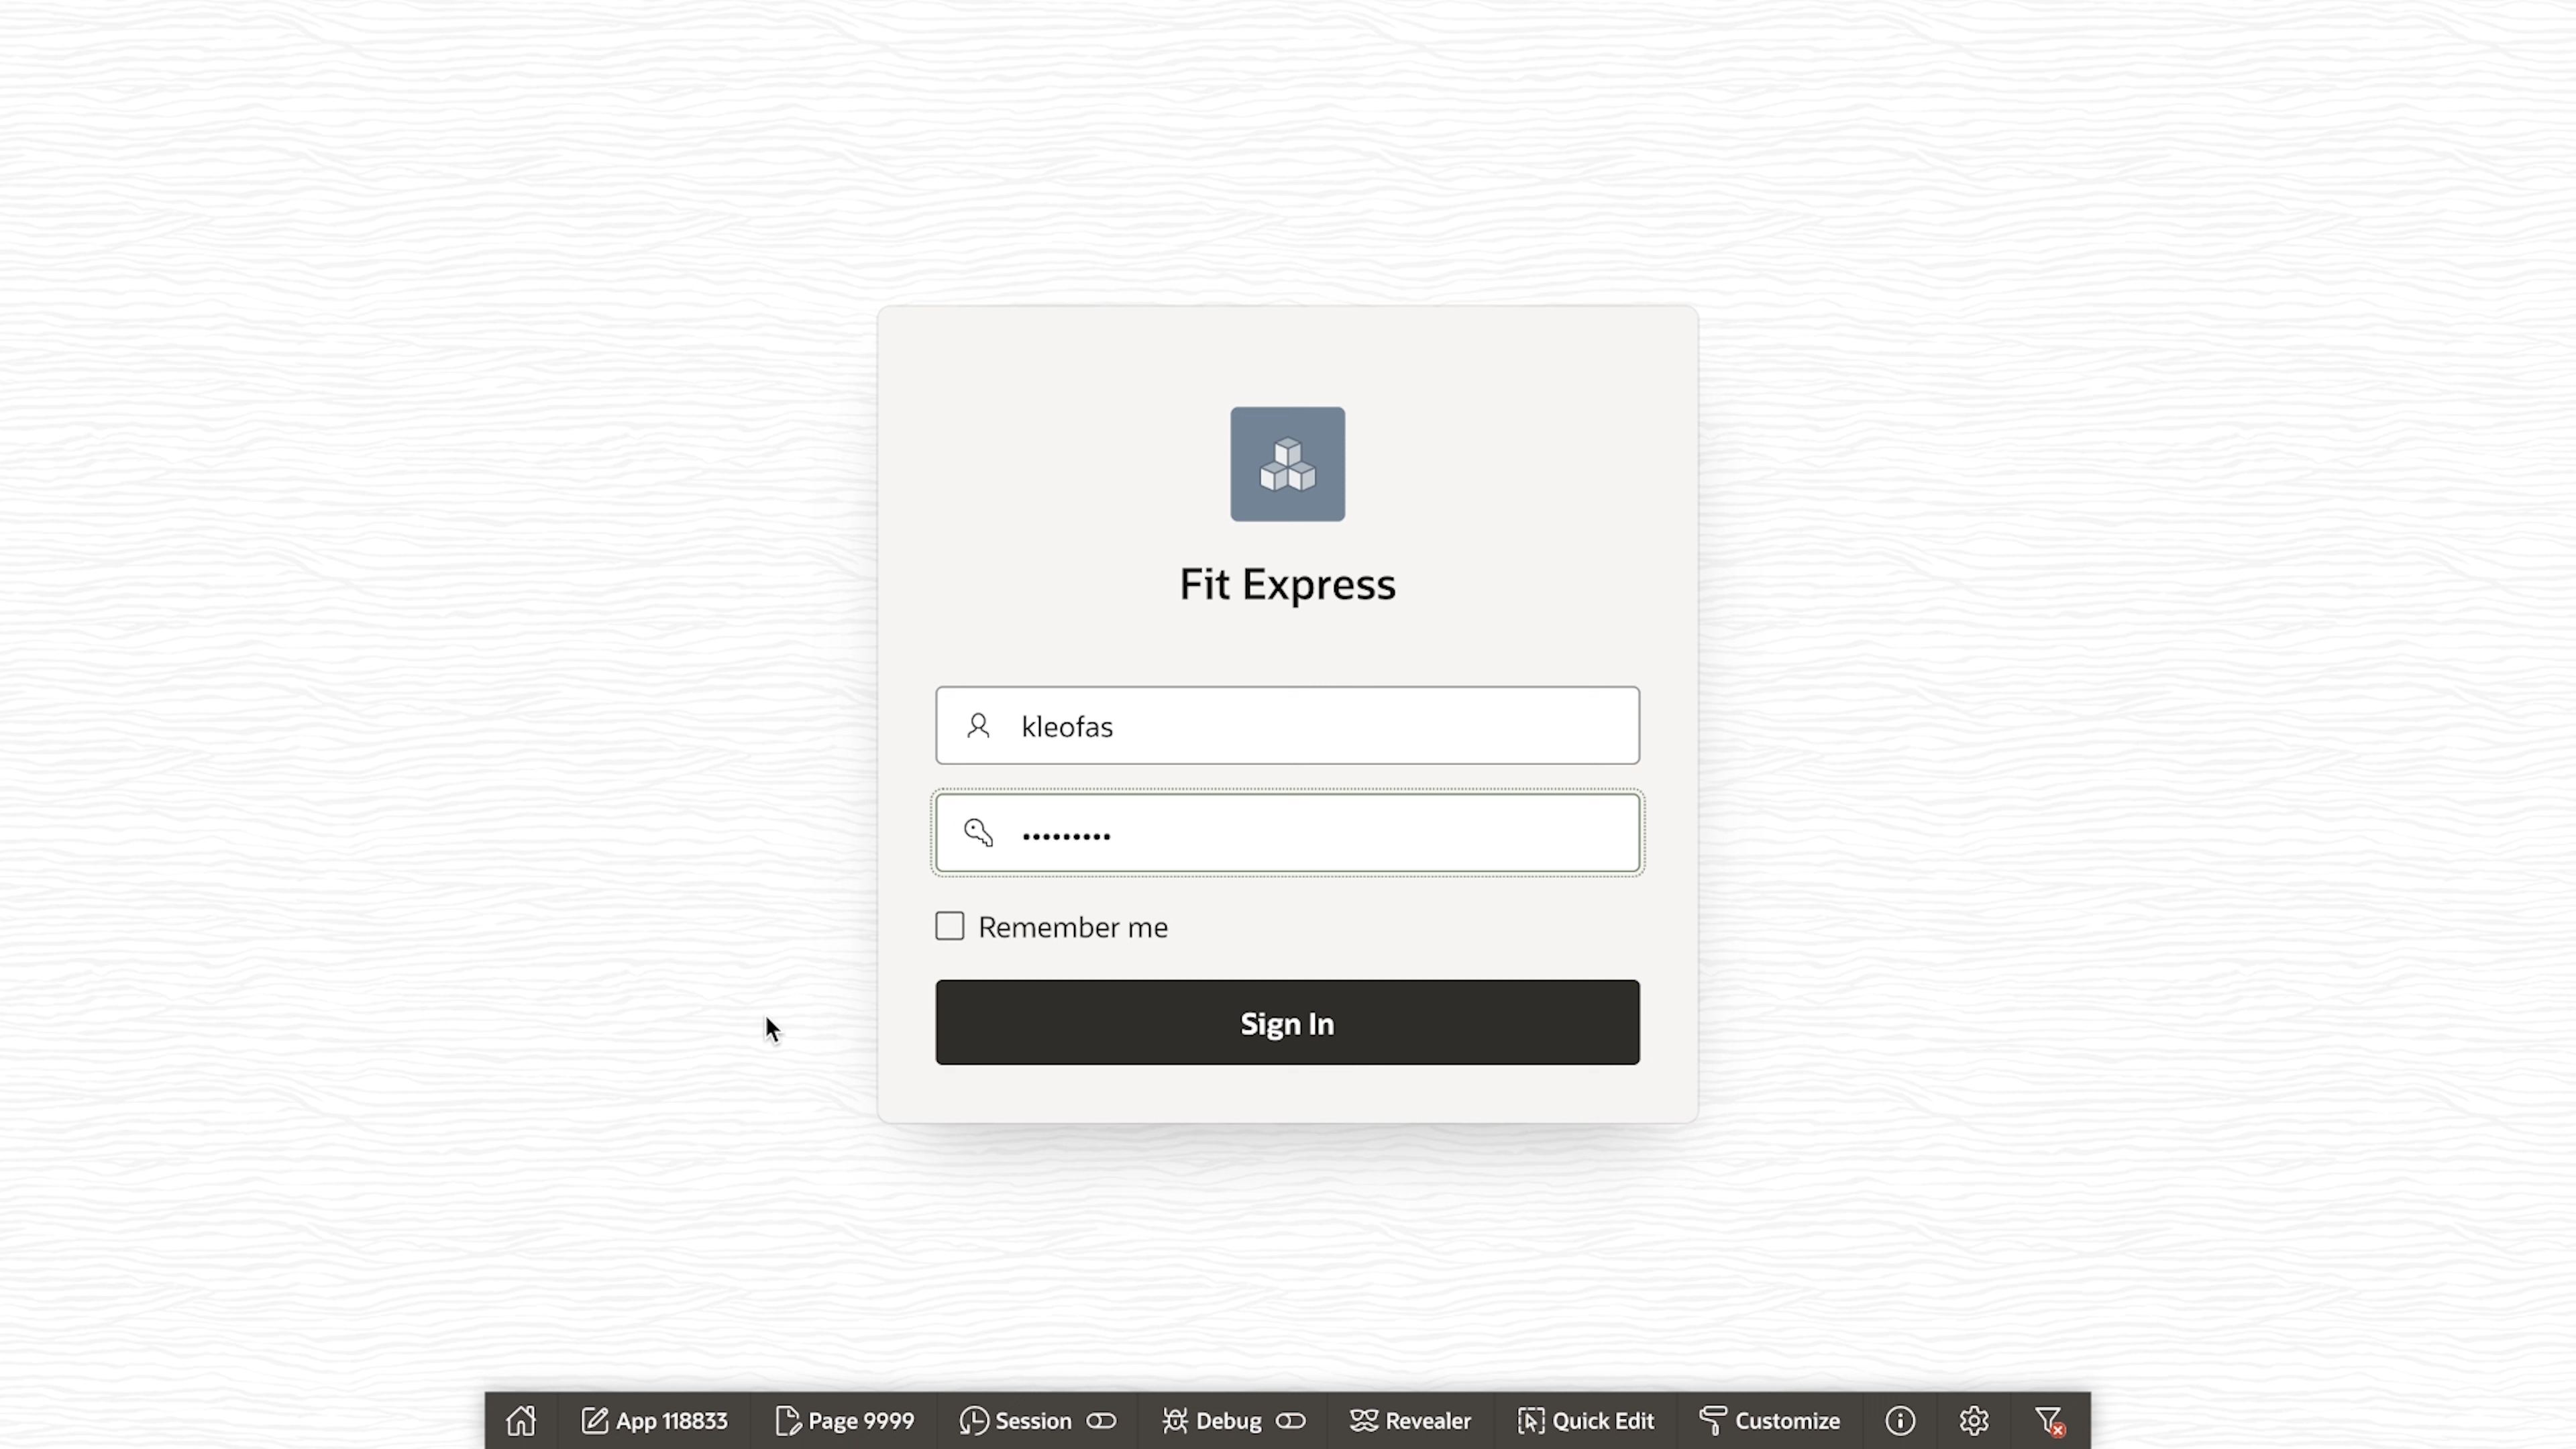 Fit Express
kleofas
•••••••••
Remember me
Sign In
App 118833 Page 9999 Session Debug Revealer Quick Edit Customize